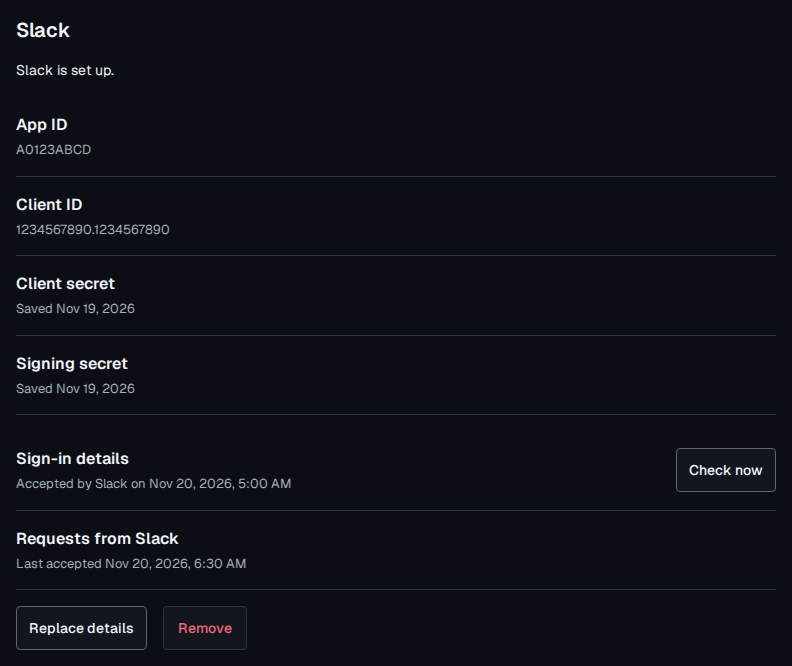 Slack
Slack is set up.
App ID
A0123ABCD
Client ID
1234567890.1234567890
Client secret
Saved Nov 19, 2026
Signing secret
Saved Nov 19, 2026
Sign-in details
Accepted by Slack on Nov 20, 2026, 5:00 AM
Check now
Requests from Slack
Last accepted Nov 20, 2026, 6:30 AM
Replace details
Remove